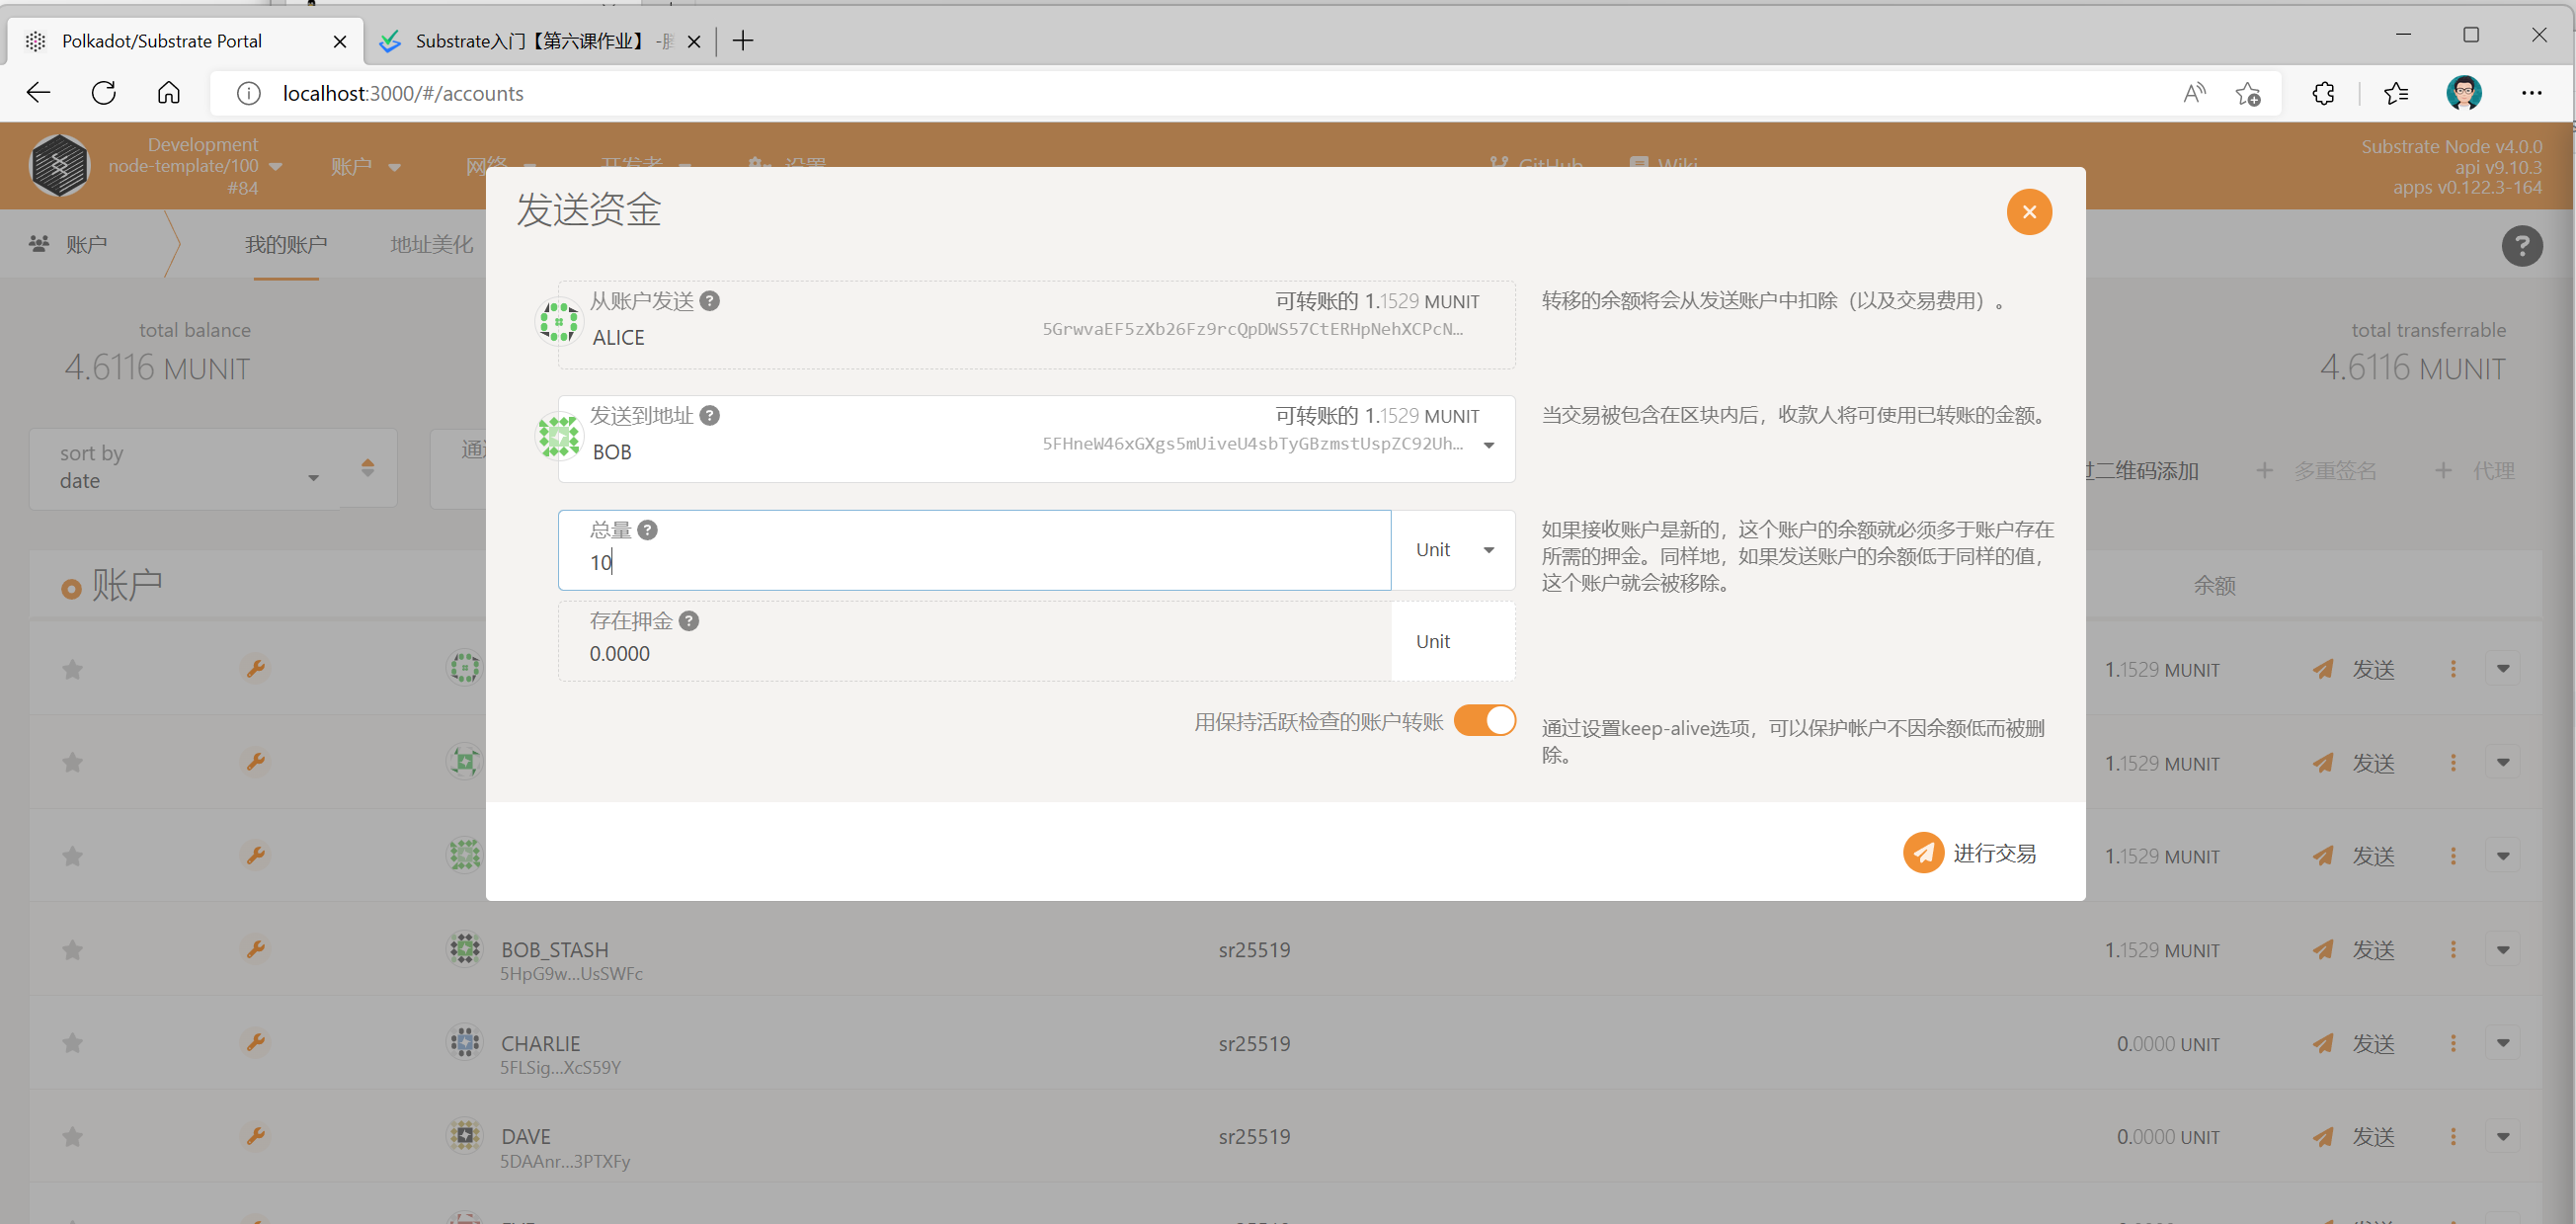 Polkadot/Substrate Portal
Substrate入门【第六课作业】 -腾
localhost:3000/#/accounts
Development
node-template/100
#84
账户
网络
开发者
设置
GitHub
Wiki
Substrate Node v4.0.0
api v9.10.3
apps v0.122.3-164
账户
我的账户
地址美化
total balance
4.6116 MUNIT
total transferrable
4.6116 MUNIT
sort by
date
通过
过二维码添加
多重签名
代理
账户
余额
发送资金
从账户发送
可转账的 1.1529 MUNIT
ALICE
5GrwvaEF5zXb26Fz9rcQpDWS57CtERHpNehXCPcN...
转移的余额将会从发送账户中扣除（以及交易费用）。
发送到地址
可转账的 1.1529 MUNIT
BOB
5FHneW46xGXgs5mUiveU4sbTyGBzmstUspZC92Uh...
当交易被包含在区块内后，收款人将可使用已转账的金额。
总量
10
Unit
如果接收账户是新的，这个账户的余额就必须多于账户存在
所需的押金。同样地，如果发送账户的余额低于同样的值，
这个账户就会被移除。
存在押金
0.0000
Unit
用保持活跃检查的账户转账
通过设置keep-alive选项，可以保护帐户不因余额低而被删
除。
进行交易
1.1529 MUNIT
发送
1.1529 MUNIT
发送
1.1529 MUNIT
发送
BOB_STASH
5HpG9w...UsSWFc
sr25519
1.1529 MUNIT
发送
CHARLIE
5FLSig...XcS59Y
sr25519
0.0000 UNIT
发送
DAVE
5DAAnr...3PTXFy
sr25519
0.0000 UNIT
发送